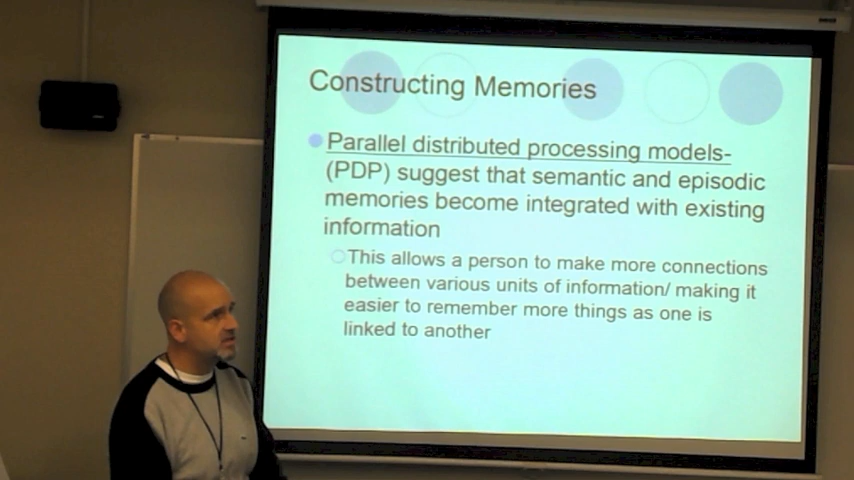 Constructing Memories
Parallel distributed processing models-
(PDP) suggest that semantic and episodic
memories become integrated with existing
information
This allows a person to make more connections
between various units of information/ making it
easier to remember more things as one is
linked to another